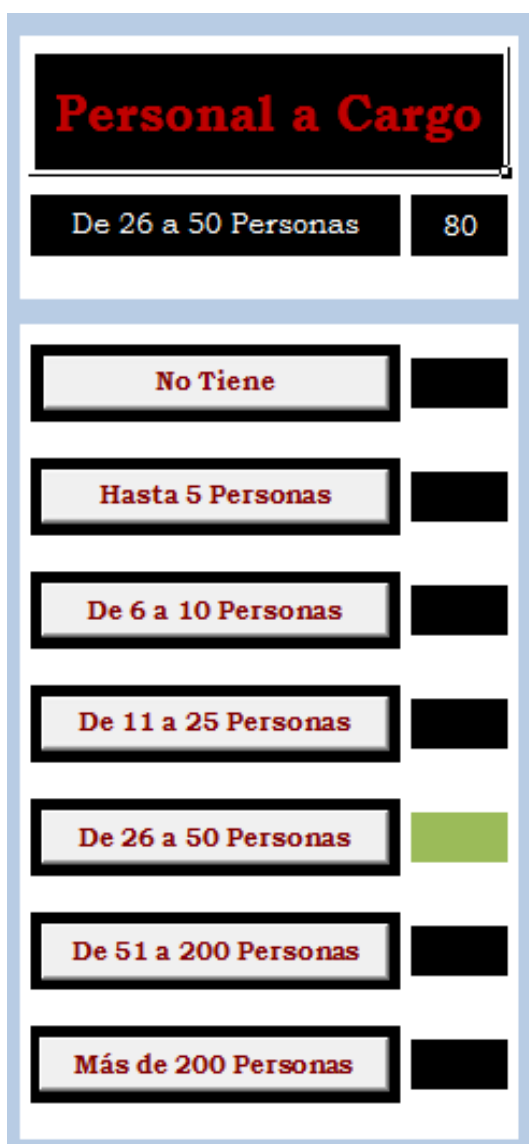 Personal a Cargo
De 26 a 50 Personas 80
No Tiene
Hasta 5 Personas
De 6 a 10 Personas
De 11 a 25 Personas
De 26 a 50 Personas
De 51 a 200 Personas
Más de 200 Personas